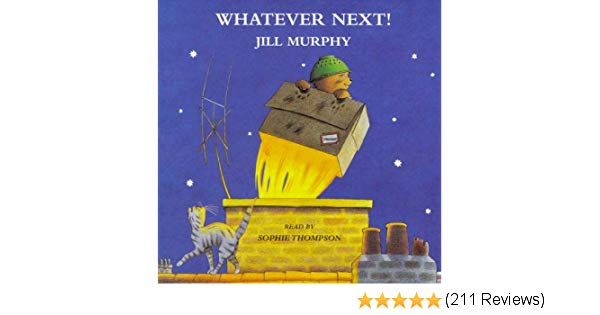 WHATEVER NEXT!
JILL MURPHY
READ BY
SOPHIE THOMPSON
(211 Reviews)